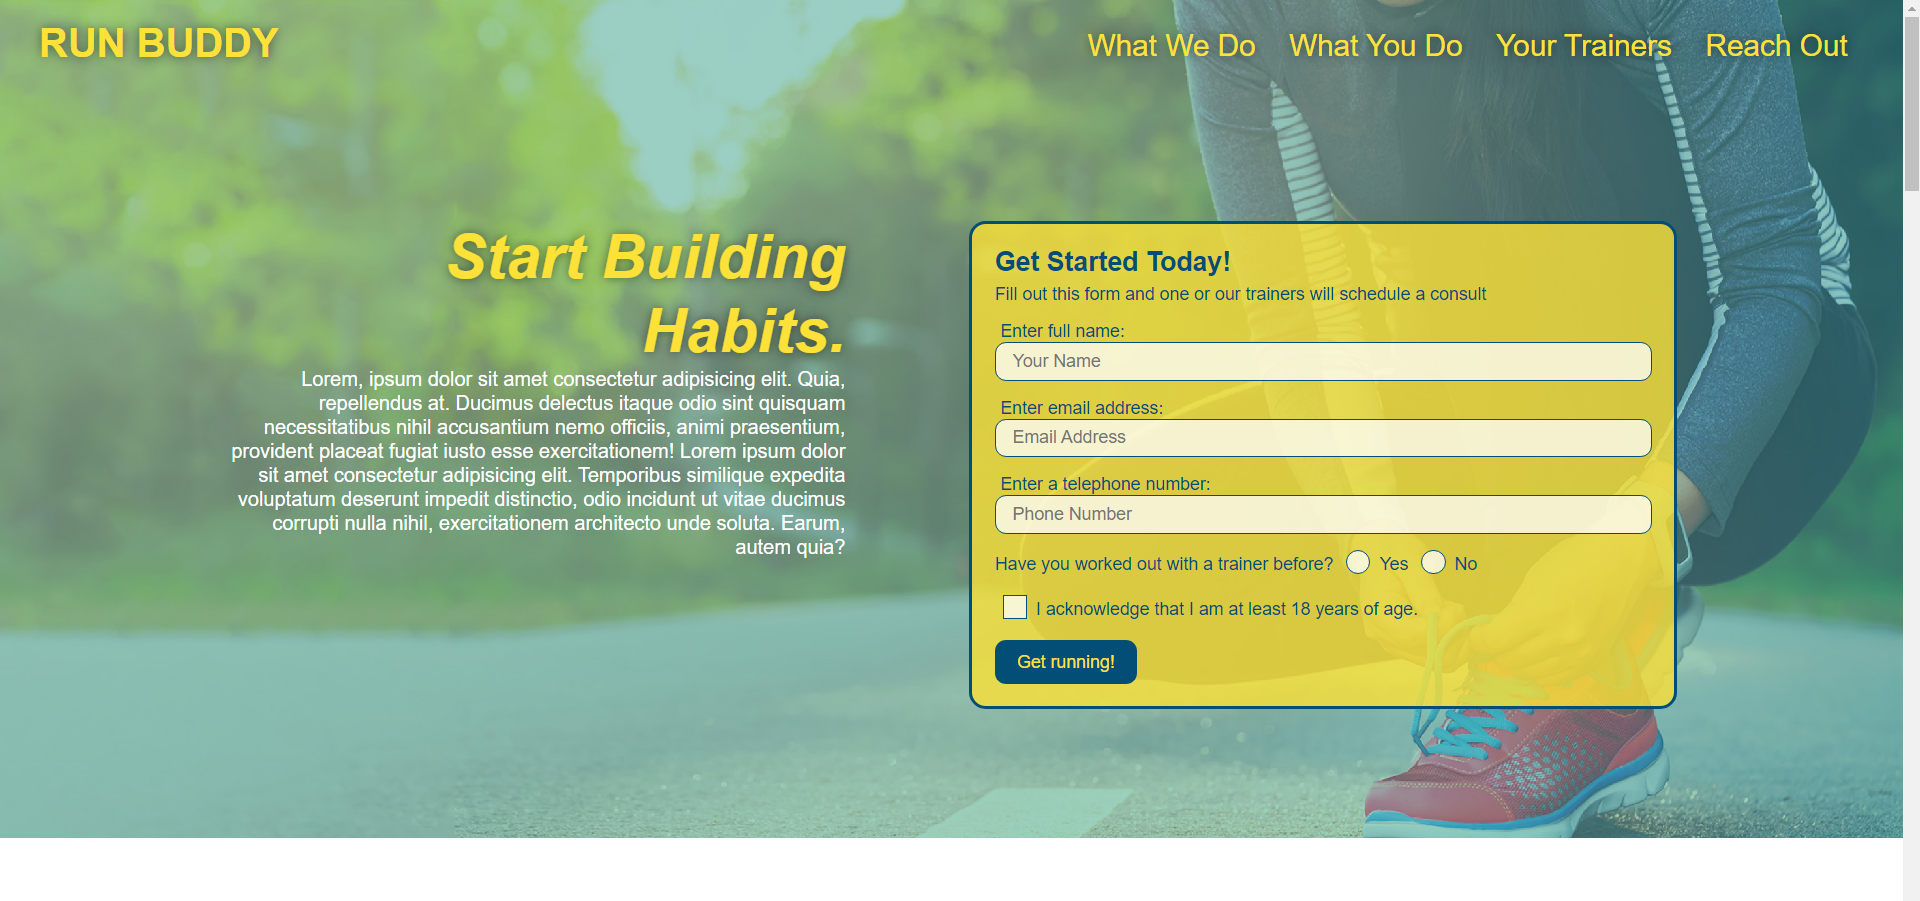 RUN BUDDY
What We Do What You Do Your Trainers Reach Out
Start Building
Habits.
Lorem, ipsum dolor sit amet consectetur adipisicing elit. Quia,
repellendus at. Ducimus delectus itaque odio sint quisquam
necessitatibus nihil accusantium nemo officiis, animi praesentium,
provident placeat fugiat iusto esse exercitationem! Lorem ipsum dolor
sit amet consectetur adipisicing elit. Temporibus similique expedita
voluptatum deserunt impedit distinctio, odio incidunt ut vitae ducimus
corrupti nulla nihil, exercitationem architecto unde soluta. Earum,
autem quia?
Get Started Today!
Fill out this form and one or our trainers will schedule a consult
Enter full name:
Your Name
Enter email address:
Email Address
Enter a telephone number:
Phone Number
Have you worked out with a trainer before? Yes No
I acknowledge that I am at least 18 years of age.
Get running!